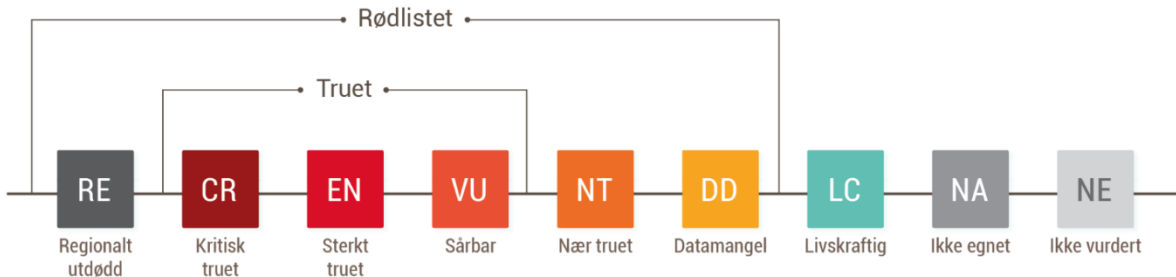 Rødlistet
Truet
RE
CR
EN
VU
NT
DD
LC
NA
NE
Regionalt
utdødd
Kritisk
truet
Sterkt
truet
Sårbar
Nær truet
Datamangel
Livskraftig
Ikke egnet
Ikke vurdert